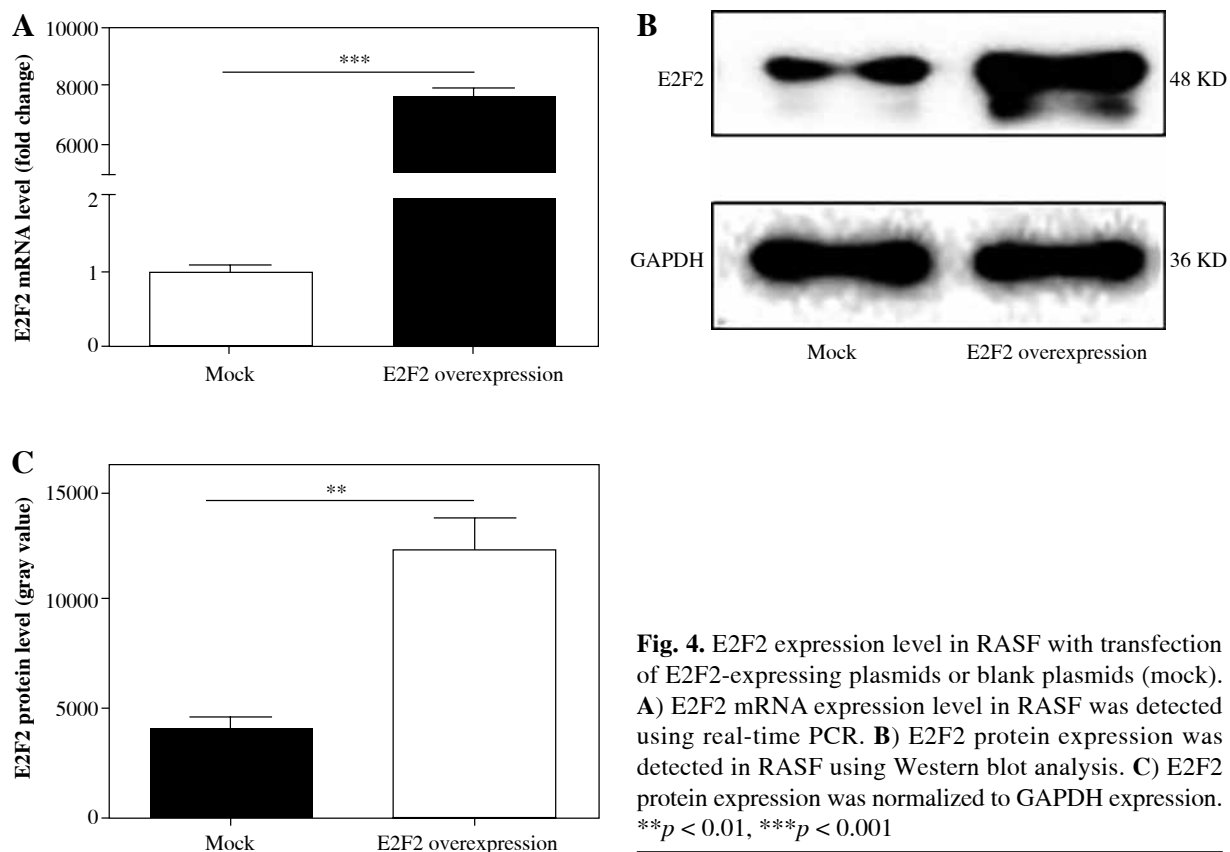 A
E2F2 mRNA level (fold change)
10000
8000
6000
2
1
0
***
Mock
E2F2 overexpression
B
E2F2
48 KD
GAPDH
36 KD
Mock
E2F2 overexpression
C
E2F2 protein level (gray value)
15000
10000
5000
0
**
Mock
E2F2 overexpression
Fig. 4. E2F2 expression level in RASF with transfection
of E2F2-expressing plasmids or blank plasmids (mock).
A) E2F2 mRNA expression level in RASF was detected
using real-time PCR. B) E2F2 protein expression was
detected in RASF using Western blot analysis. C) E2F2
protein expression was normalized to GAPDH expression.
**p < 0.01, ***p < 0.001